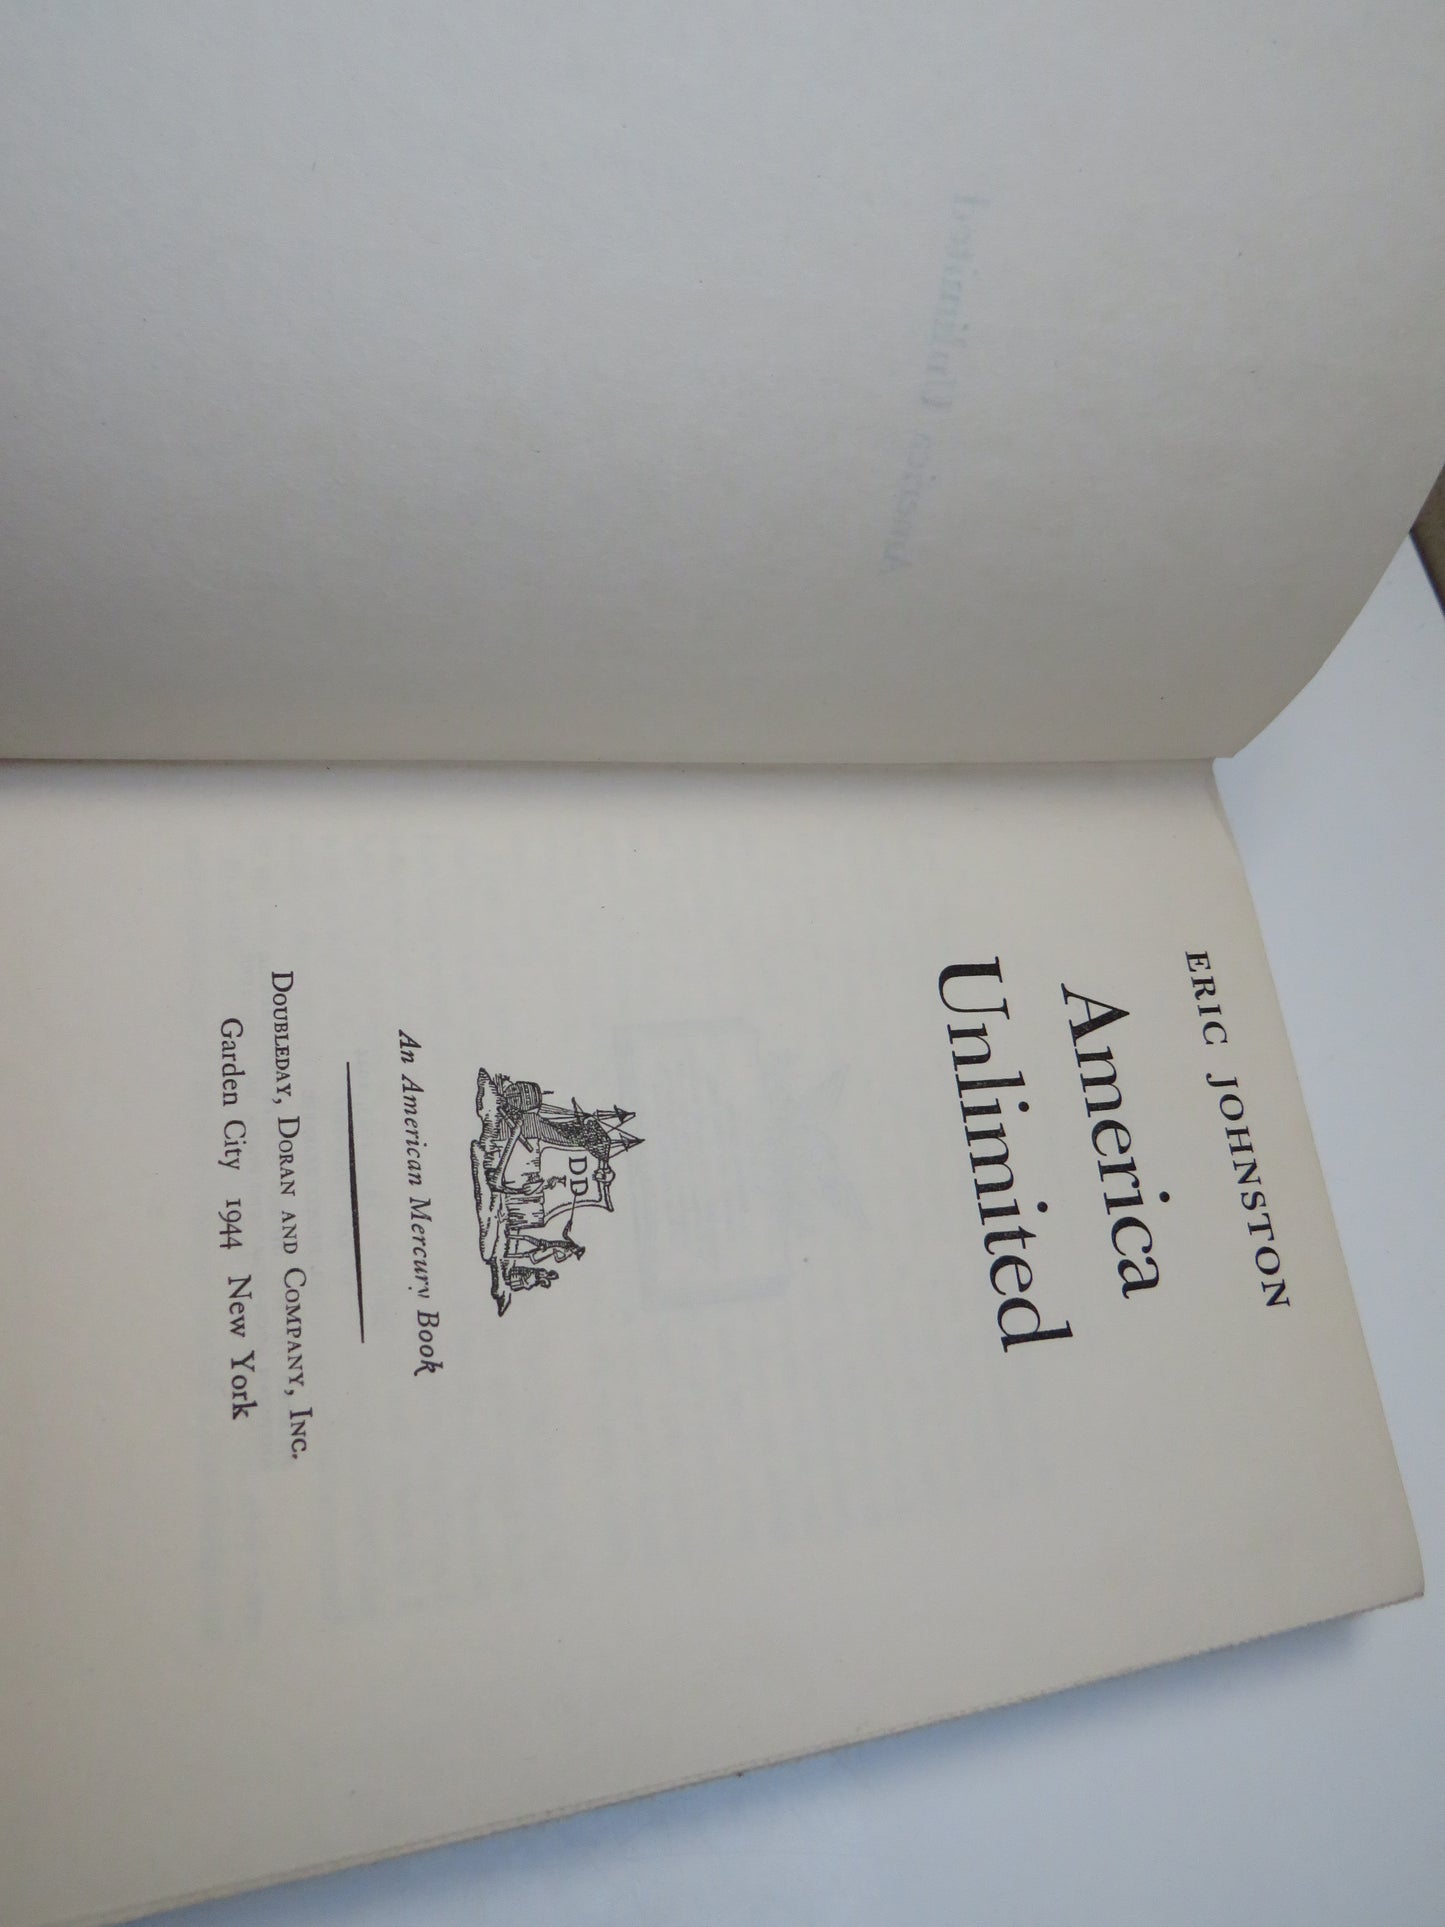 ERIC JOHNSTON
America
Unlimited
DD
An American Mercury Book
DOUBLEDAY, DORAN AND COMPANY, INC.
Garden City 1944 New York